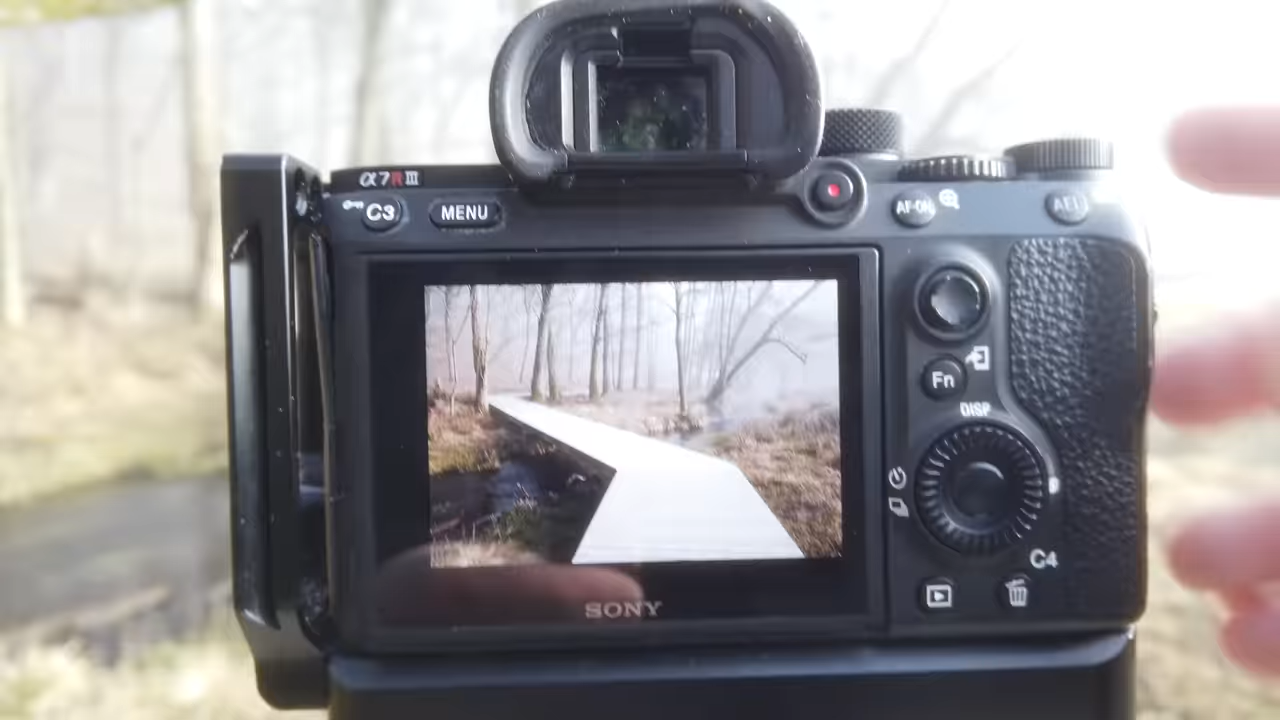 α7RIII
C3
MENU
AF-ON
AEL
Fn
DISP
C4
SONY